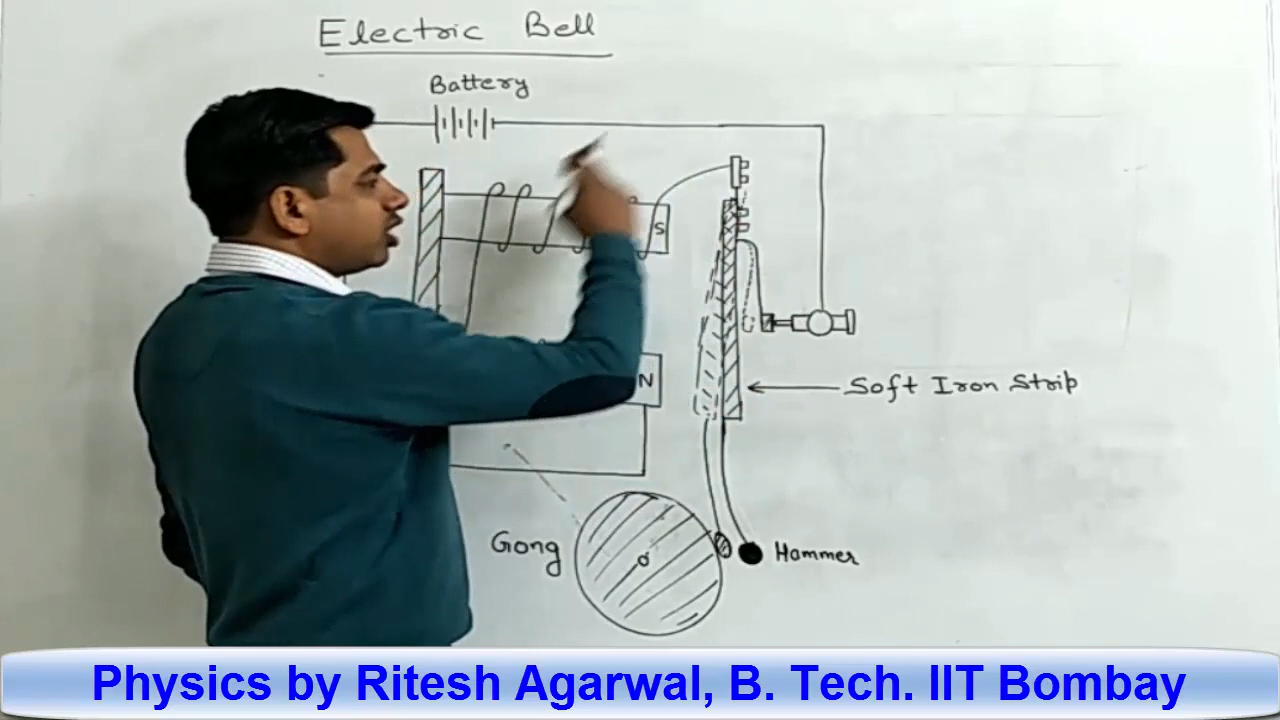 Electric Bell
Battery
S
N
Soft Iron Strip
Gong
Hammer
Physics by Ritesh Agarwal, B. Tech. IIT Bombay